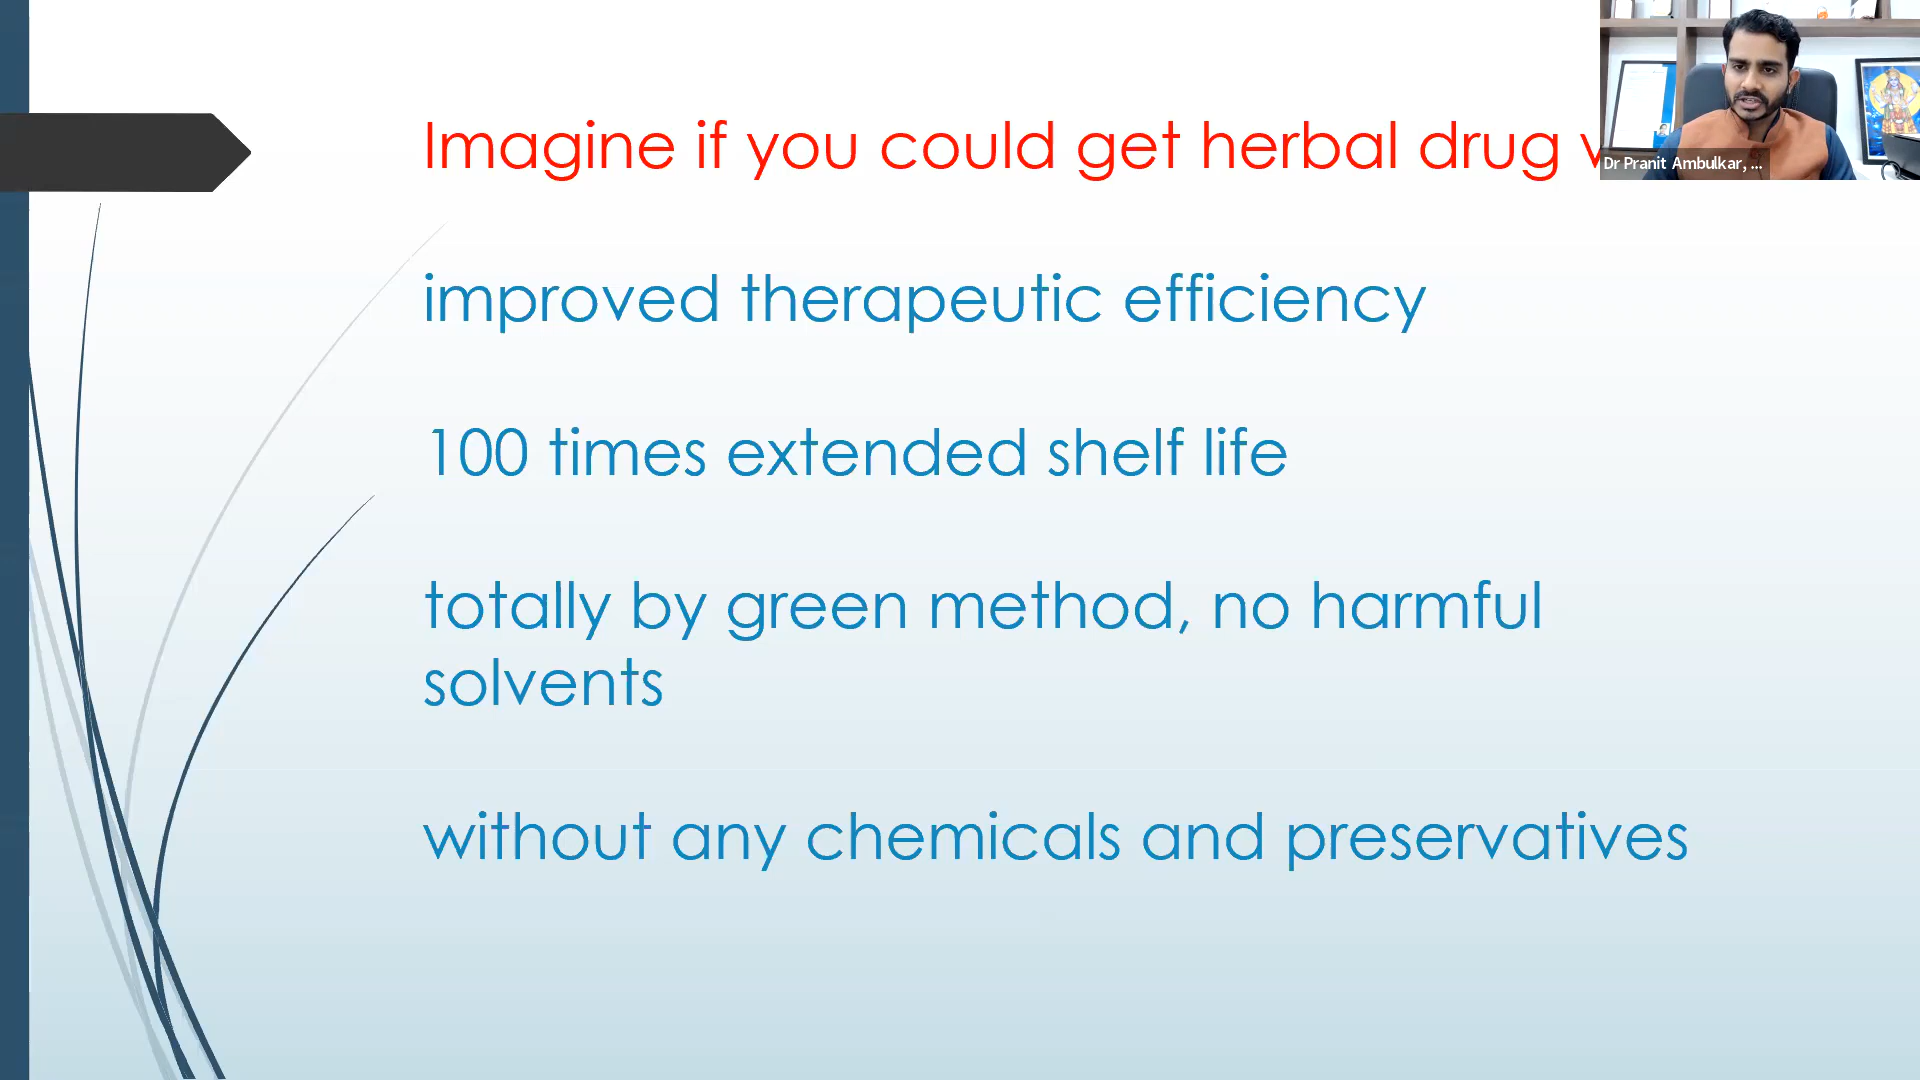 Imagine if you could get herbal drug
Dr Pranit Ambulkar, ...
improved therapeutic efficiency
100 times extended shelf life
totally by green method, no harmful
solvents
without any chemicals and preservatives